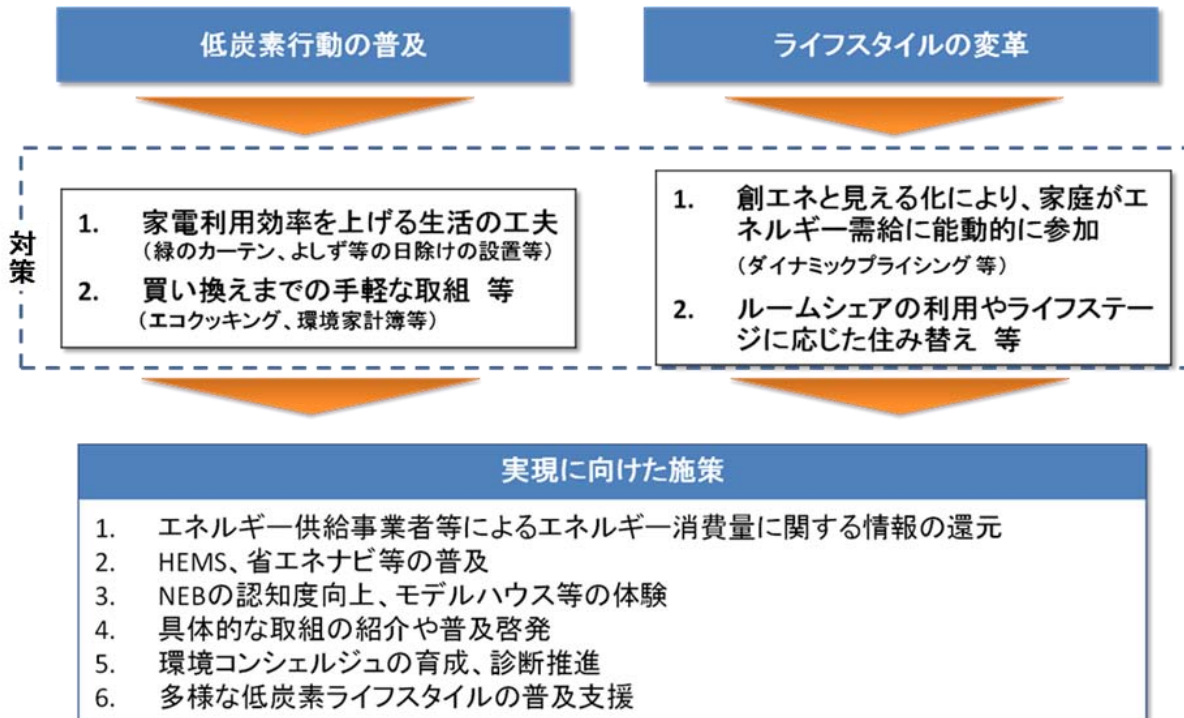 低炭素行動の普及
ライフスタイルの変革
対策
1. 家電利用効率を上げる生活の工夫
(緑のカーテン、よしず等の日除けの設置等)
2. 買い換えまでの手軽な取組 等
(エコクッキング、環境家計簿等)
1. 創エネと見える化により、家庭がエ
ネルギー需給に能動的に参加
(ダイナミックプライシング 等)
2. ルームシェアの利用やライフステー
ジに応じた住み替え 等
実現に向けた施策
1. エネルギー供給事業者等によるエネルギー消費量に関する情報の還元
2. HEMS、省エネナビ等の普及
3. NEBの認知度向上、モデルハウス等の体験
4. 具体的な取組の紹介や普及啓発
5. 環境コンシェルジュの育成、診断推進
6. 多様な低炭素ライフスタイルの普及支援